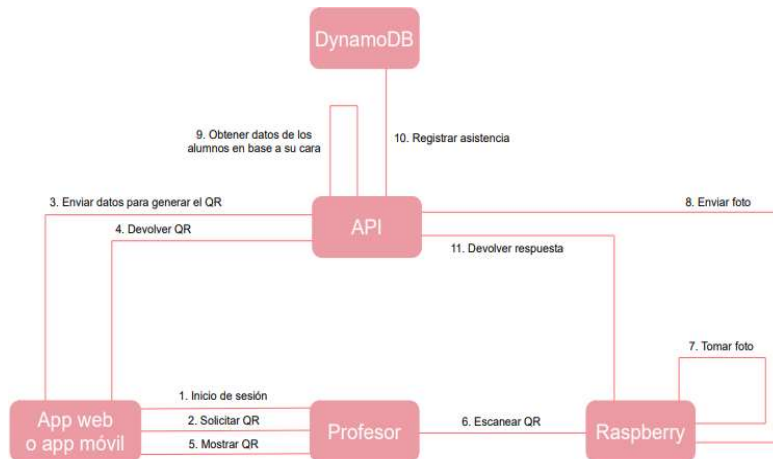 DynamoDB
9. Obtener datos de los
alumnos en base a su cara
10. Registrar asistencia
3. Enviar datos para generar el QR
8. Enviar foto
API
4. Devolver QR
11. Devolver respuesta
7. Tomar foto
1. Inicio de sesión
App web
o app móvil
2. Solicitar QR
Profesor
6. Escanear QR
Raspberry
5. Mostrar QR